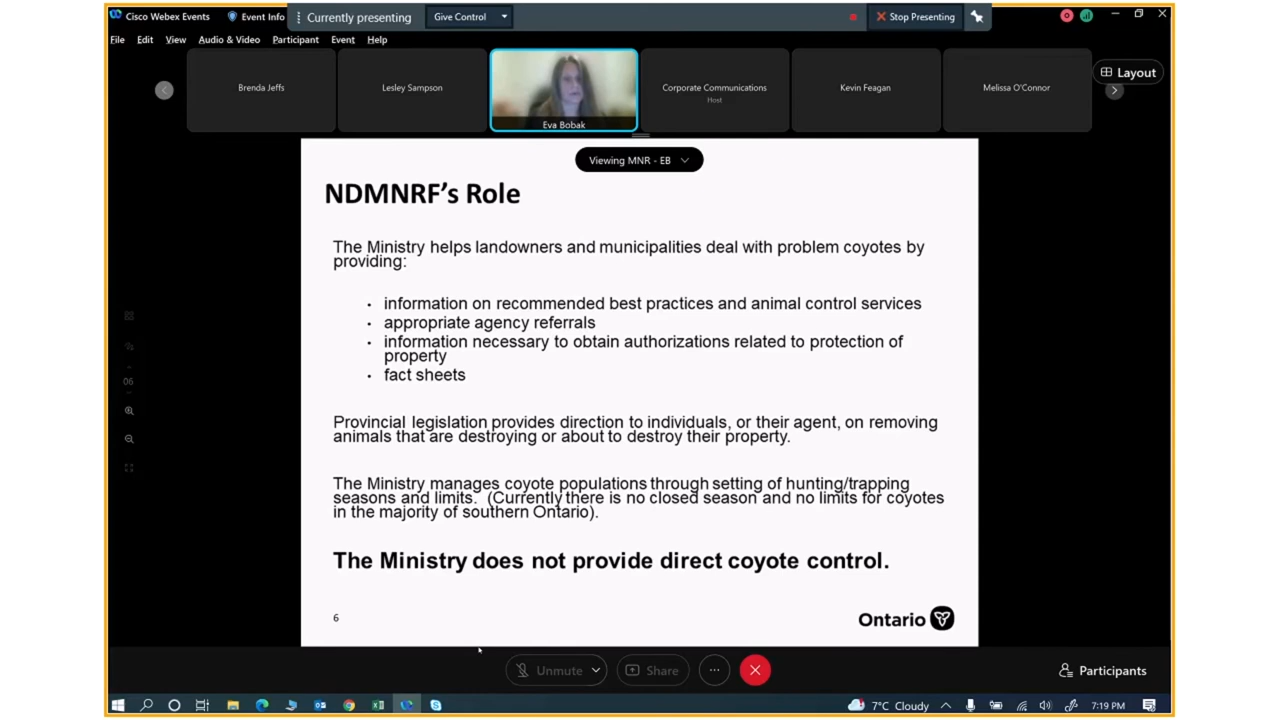 Cisco Webex Events
Event Info
Currently presenting
Give Control
Stop Presenting
File Edit View Audio & Video Participant Event Help
Brenda Jeffs
Lesley Sampson
Eva Bobak
Corporate Communications
Host
Kevin Feagan
Melissa O'Connor
Layout
Viewing MNR - EB
NDMNRF's Role
The Ministry helps landowners and municipalities deal with problem coyotes by
providing:
• information on recommended best practices and animal control services
• appropriate agency referrals
• information necessary to obtain authorizations related to protection of
property
• fact sheets
Provincial legislation provides direction to individuals, or their agent, on removing
animals that are destroying or about to destroy their property.
The Ministry manages coyote populations through setting of hunting/trapping
seasons and limits. (Currently there is no closed season and no limits for coyotes
in the majority of southern Ontario).
The Ministry does not provide direct coyote control.
6
Ontario
06
Unmute
Share
Participants
7°C Cloudy
7:19 PM